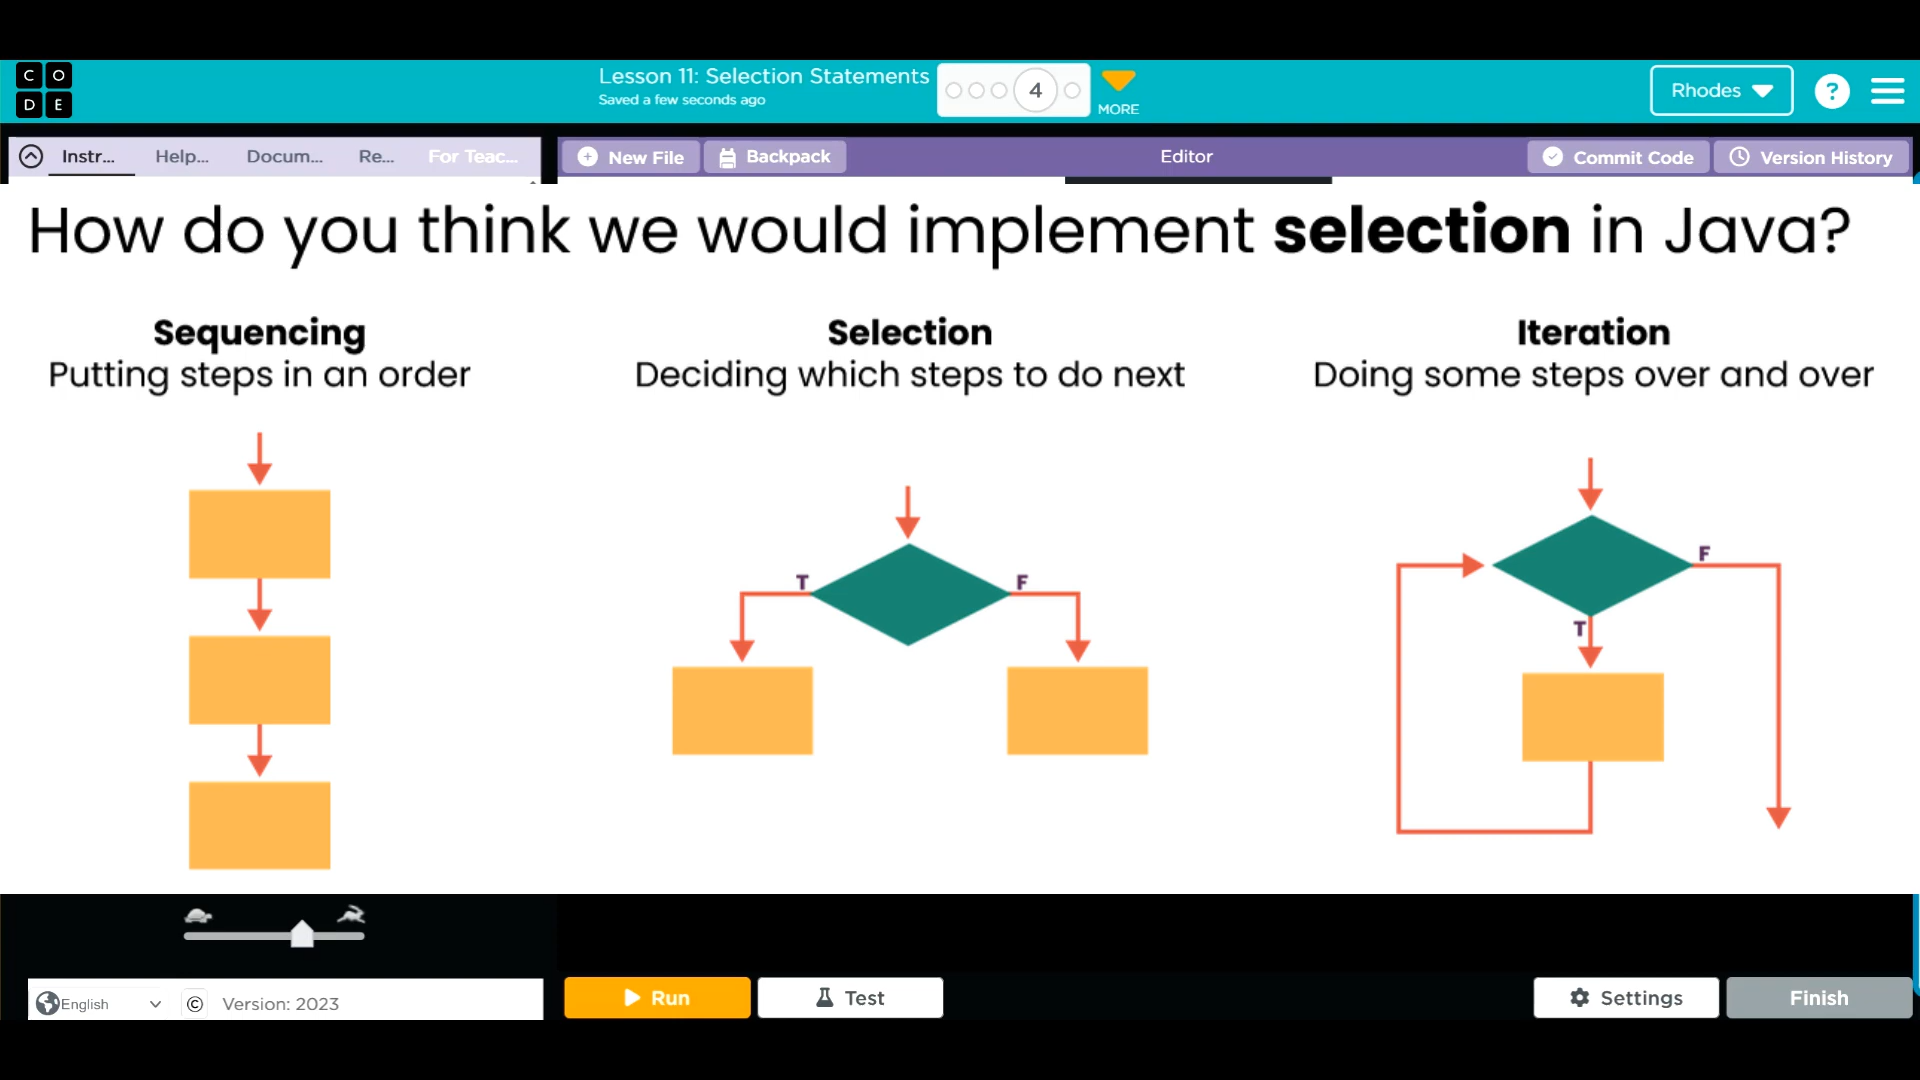 C O
D E
Lesson 11: Selection Statements
Saved a few seconds ago
4
MORE
Rhodes
?
Instr...
Help...
Docum...
Re...
For Teac...
New File
Backpack
Editor
Commit Code
Version History
How do you think we would implement selection in Java?
Sequencing
Putting steps in an order
Selection
Deciding which steps to do next
T
F
Iteration
Doing some steps over and over
F
T
English
©
Version: 2023
Run
Test
Settings
Finish